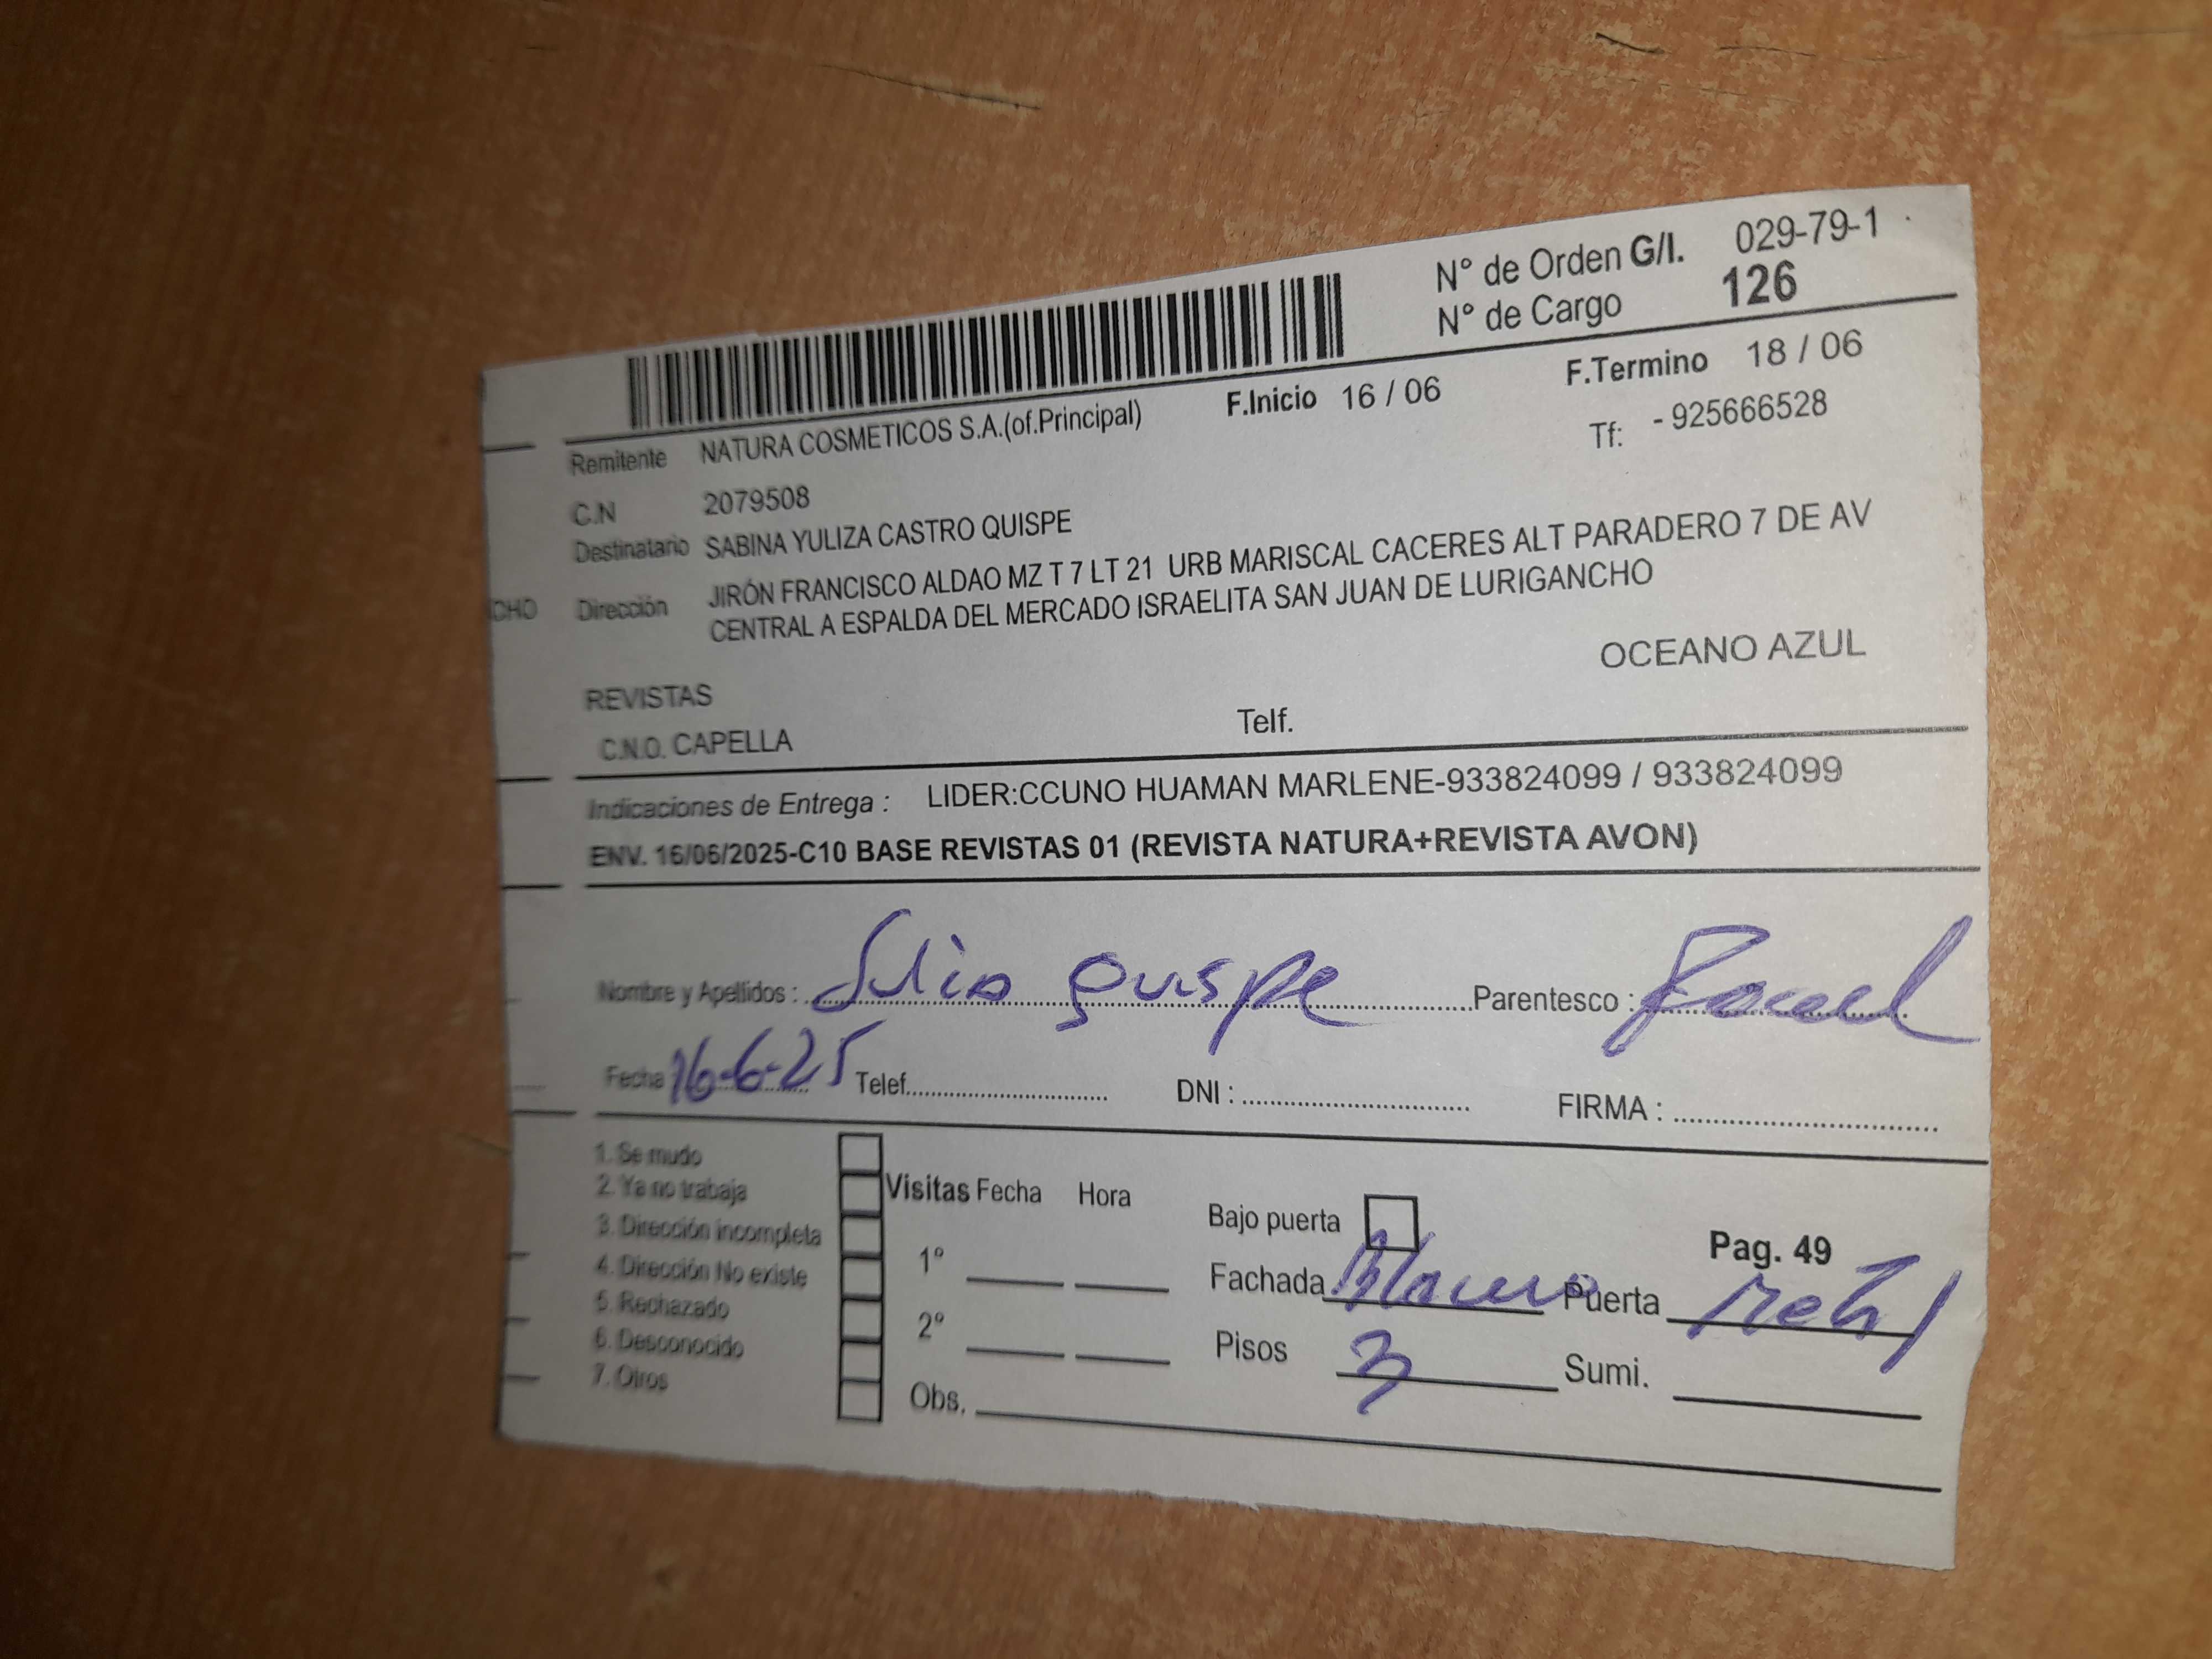 N° de Orden G/I. 029-79-1
N° de Cargo 126
F.Inicio 16 / 06 F.Termino 18 / 06
Remitente NATURA COSMETICOS S.A.(of.Principal) Tf: - 925666528
C.N 2079508
Destinatario SABINA YULIZA CASTRO QUISPE
CHO Dirección JIRÓN FRANCISCO ALDAO MZ T 7 LT 21 URB MARISCAL CACERES ALT PARADERO 7 DE AV
CENTRAL A ESPALDA DEL MERCADO ISRAELITA SAN JUAN DE LURIGANCHO
OCEANO AZUL
REVISTAS
C.N.O. CAPELLA Telf.
Indicaciones de Entrega : LIDER:CCUNO HUAMAN MARLENE-933824099 / 933824099
ENV. 16/06/2025-C10 BASE REVISTAS 01 (REVISTA NATURA+REVISTA AVON)
Nombre y Apellidos : Julio Quispe Parentesco :
Fecha 16-6-25 Telef. DNI : FIRMA :
1. Se mudo
2. Ya no trabaja
3. Dirección incompleta
4. Dirección No existe
5. Rechazado
6. Desconocido
7. Otros
Visitas Fecha Hora
1º
2º
Obs.
Bajo puerta Pag. 49
Fachada Blanco Puerta Metal
Pisos 3 Sumi.